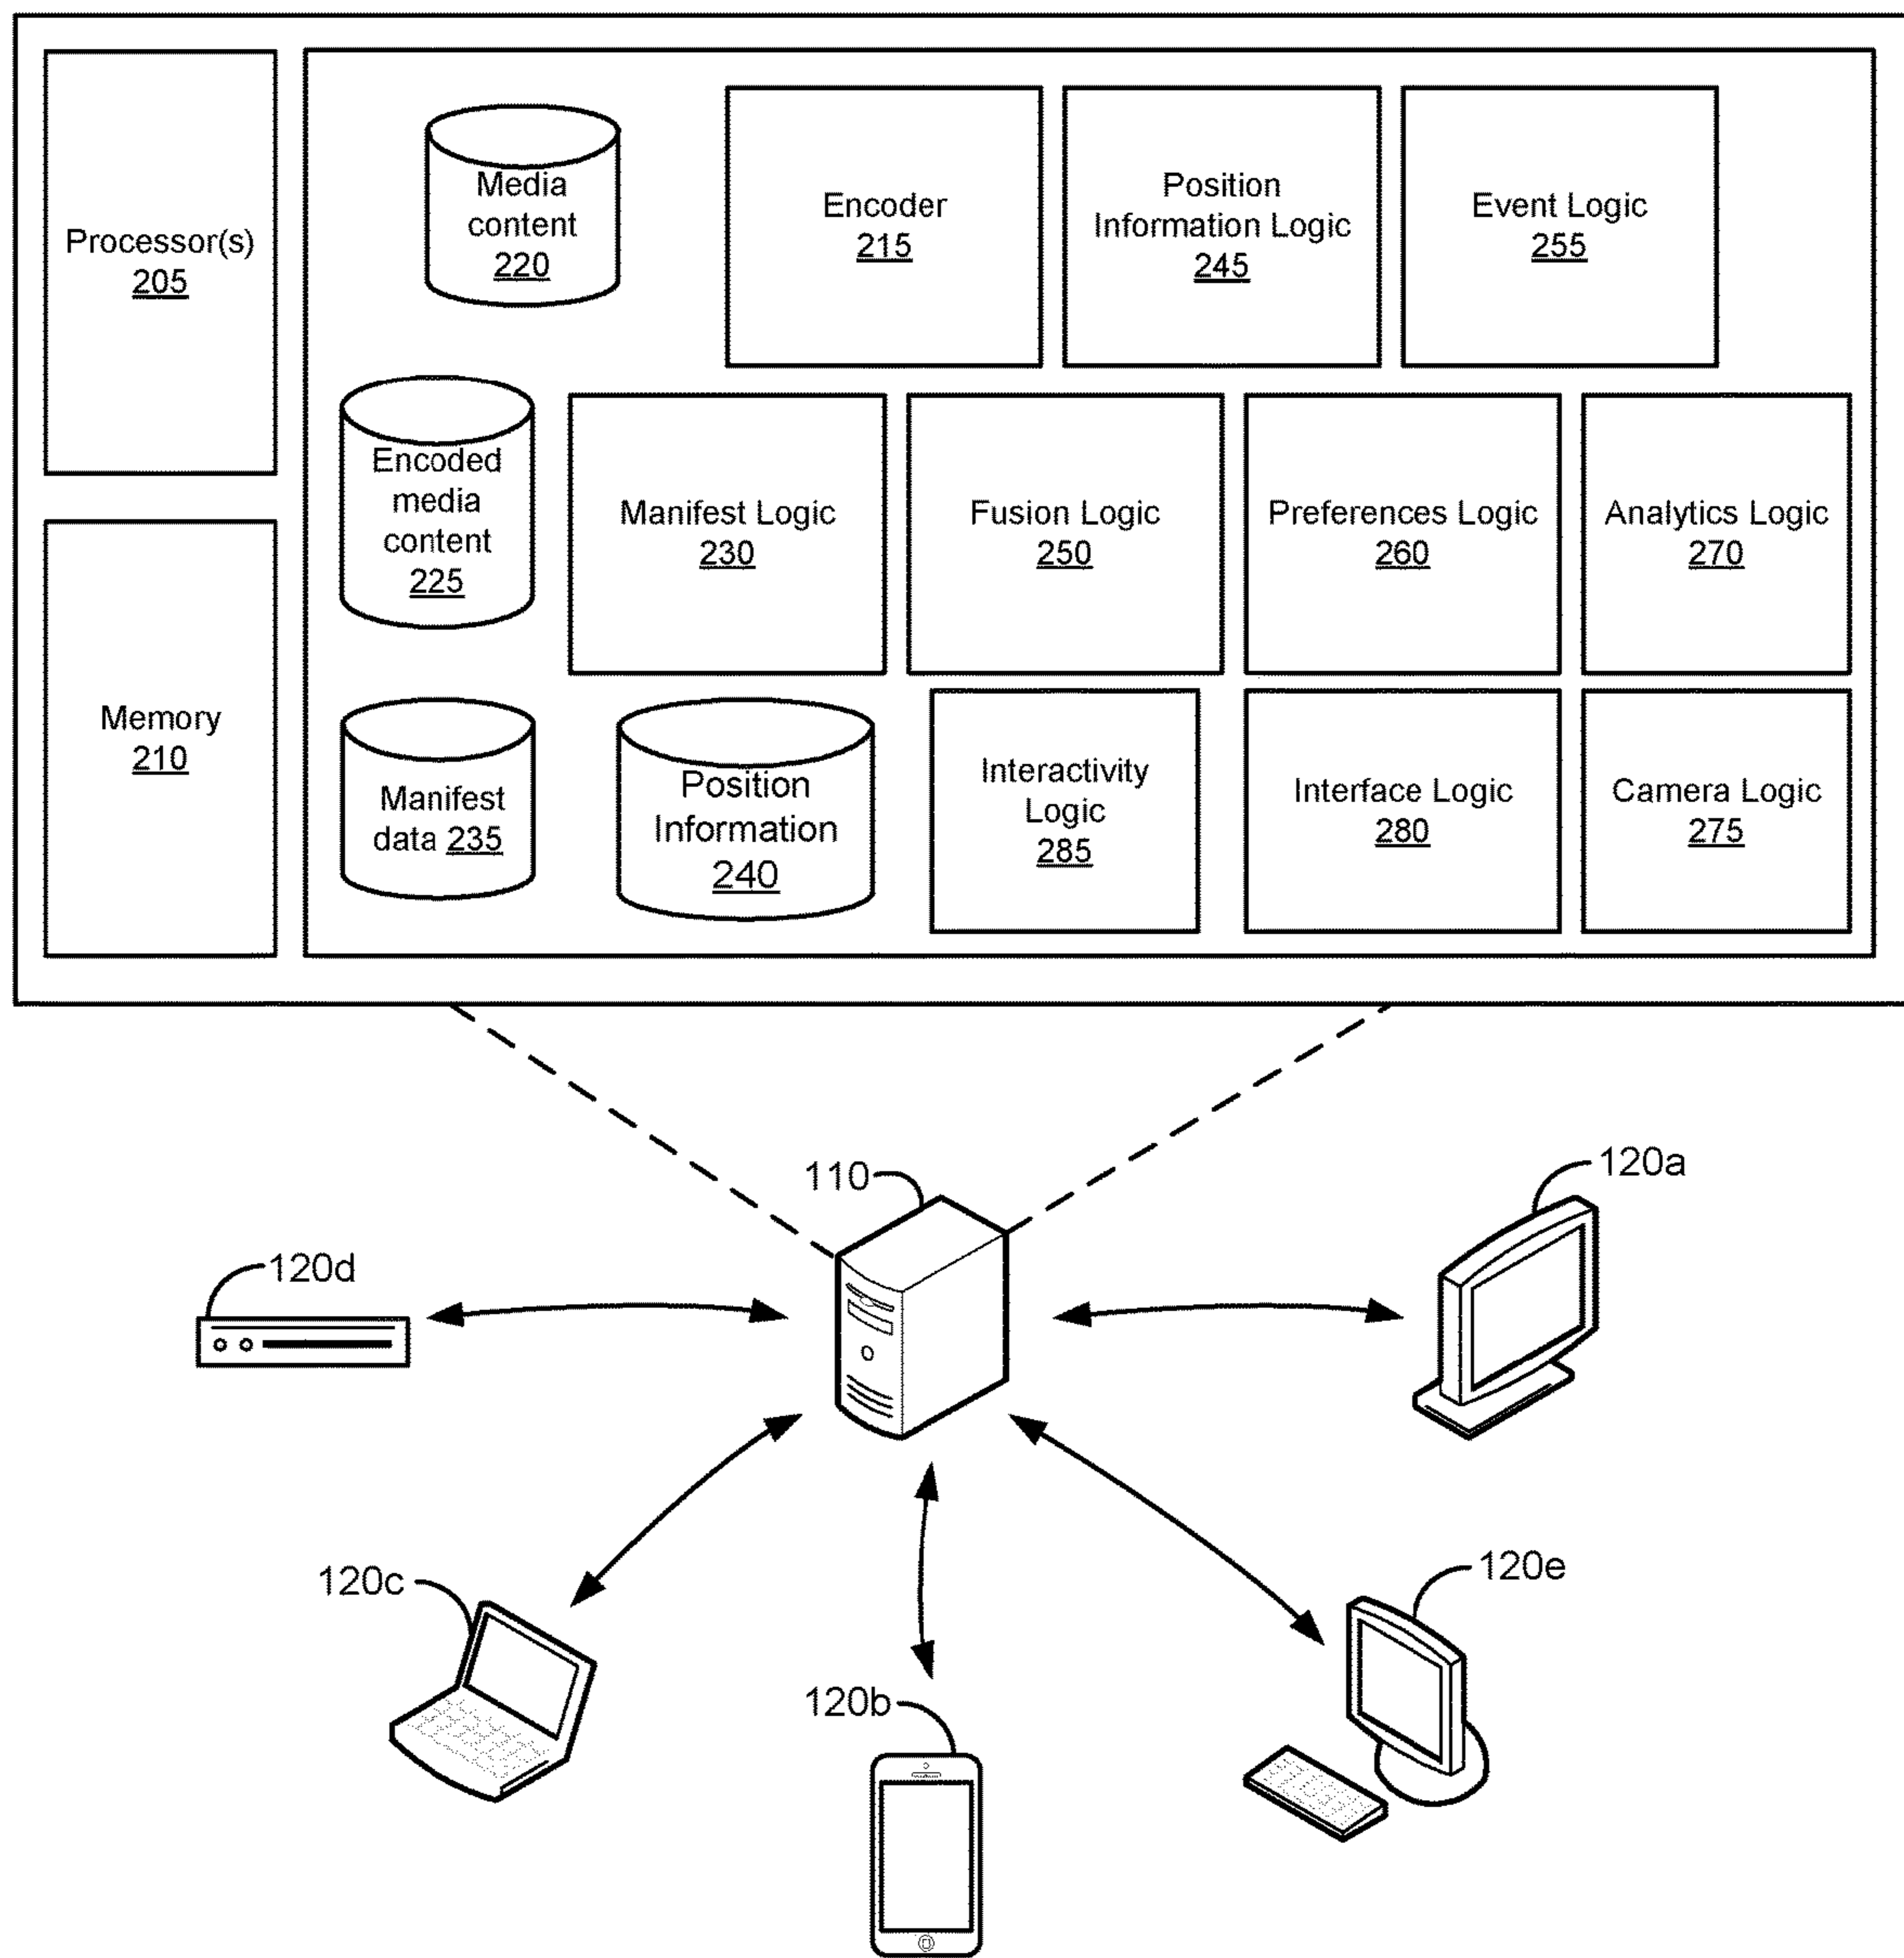 Processor(s)
205
Memory
210
Media
content
220
Encoder
215
Position
Information Logic
245
Event Logic
255
Encoded
media
content
225
Manifest Logic
230
Fusion Logic
250
Preferences Logic
260
Analytics Logic
270
Manifest
data 235
Position
Information
240
Interactivity
Logic
285
Interface Logic
280
Camera Logic
275
110
120a
120d
120c
120e
120b